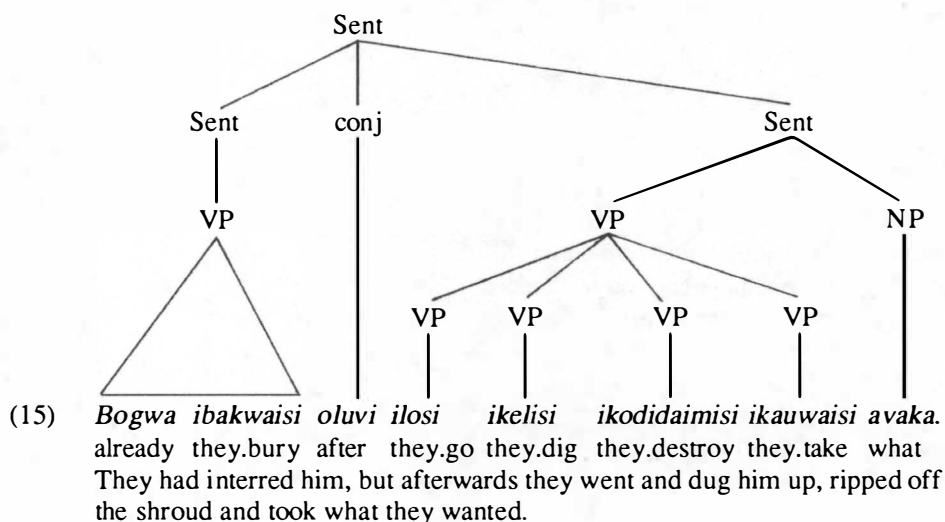 Sent
Sent conj Sent
VP VP NP
VP VP VP VP
(15) Bogwa ibakwaisi oluvi ilosi ikelisi ikodidaimisi ikauwaisi avaka.
already they.bury after they.go they.dig they.destroy they.take what
They had interred him, but afterwards they went and dug him up, ripped off
the shroud and took what they wanted.